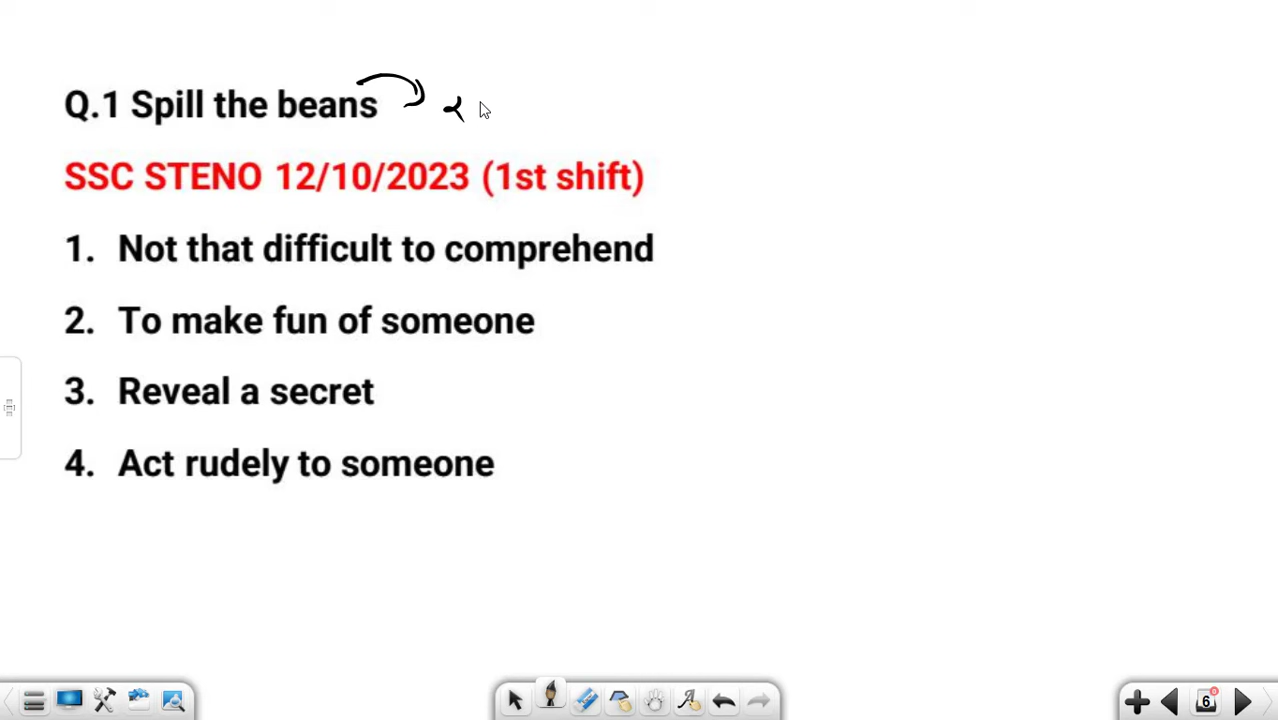 Q.1 Spill the beans
SSC STENO 12/10/2023 (1st shift)
1. Not that difficult to comprehend
2. To make fun of someone
3. Reveal a secret
4. Act rudely to someone
6